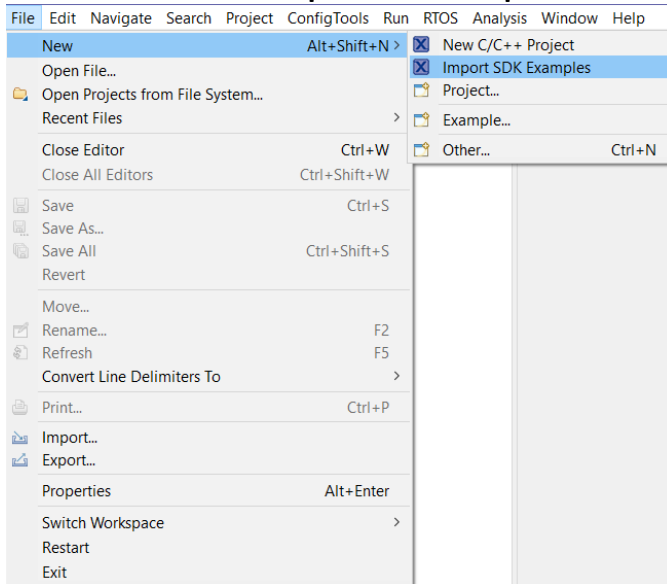 File Edit Navigate Search Project ConfigTools Run RTOS Analysis Window Help
New Alt+Shift+N >
New C/C++ Project
Open File...
Import SDK Examples
Open Projects from File System...
Project...
Recent Files >
Example...
Close Editor Ctrl+W
Other... Ctrl+N
Close All Editors Ctrl+Shift+W
Save Ctrl+S
Save As...
Save All Ctrl+Shift+S
Revert
Move...
Rename... F2
Refresh F5
Convert Line Delimiters To >
Print... Ctrl+P
Import...
Export...
Properties Alt+Enter
Switch Workspace >
Restart
Exit